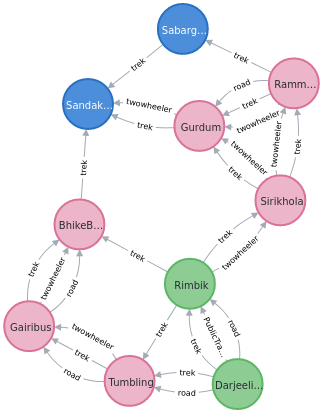 Sabarg...
trek
trek
Ramm...
Sandak...
twowheeler
road
trek
trek
Gurdum
twowheeler
twowheeler
twowheeler
trek
trek
trek
Sirikhola
BhikeB...
trek
trek
twowheeler
trek
twowheeler
road
trek
Rimbik
Gairibus
twowheeler
trek
road
trek
PublicTra...
trek
road
Tumbling
trek
road
Darjeeli...